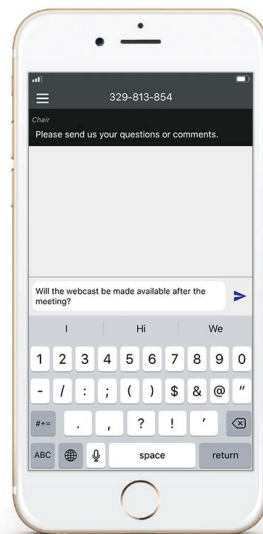 329-813-854
Chair
Please send us your questions or comments.
Will the webcast be made available after the
meeting?
I Hi We
1 2 3 4 5 6 7 8 9 0
- / : ; ( ) $ & @ "
#+= . , ? ! '
ABC space return